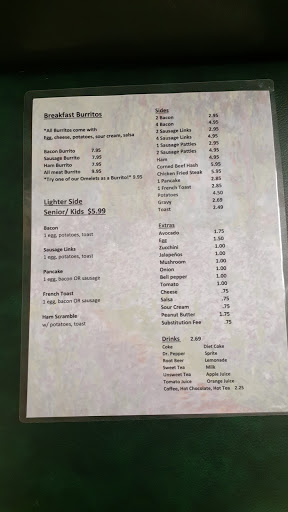 Breakfast Burritos
*All Burritos come with
Egg, cheese, potatoes, sour cream, salsa
Bacon Burrito 7.95
Sausage Burrito 7.95
Ham Burrito 7.95
All meat Burrito 9.95
*Try one of our Omelets as a Burrito!* 9.95
Lighter Side
Senior/ Kids $5.99
Bacon
1 egg, potatoes, toast
Sausage Links
1 egg, potatoes, toast
Pancake
1 egg, bacon OR sausage
French Toast
1 egg, bacon OR sausage
Ham Scramble
w/ potatoes, toast
Sides
2 Bacon 2.95
4 Bacon 4.95
2 Sausage Links 2.95
4 Sausage Links 4.95
1 Sausage Patties 2.95
2 Sausage Patties 4.95
Ham 4.95
Corned Beef Hash 5.95
Chicken Fried Steak 5.95
1 Pancake 2.85
1 French Toast 2.85
Potatoes 4.50
Gravy 2.69
Toast 2.49
Extras
Avocado 1.75
Egg 1.50
Zucchini 1.00
Jalapeños 1.00
Mushroom 1.00
Onion 1.00
Bell pepper 1.00
Tomato 1.00
Cheese .75
Salsa .75
Sour Cream .75
Peanut Butter 1.75
Substitution Fee .75
Drinks 2.69
Coke Diet Coke
Dr. Pepper Sprite
Root Beer Lemonade
Sweet Tea Milk
Unsweet Tea Apple Juice
Tomato Juice Orange Juice
Coffee, Hot Chocolate, Hot Tea 2.25